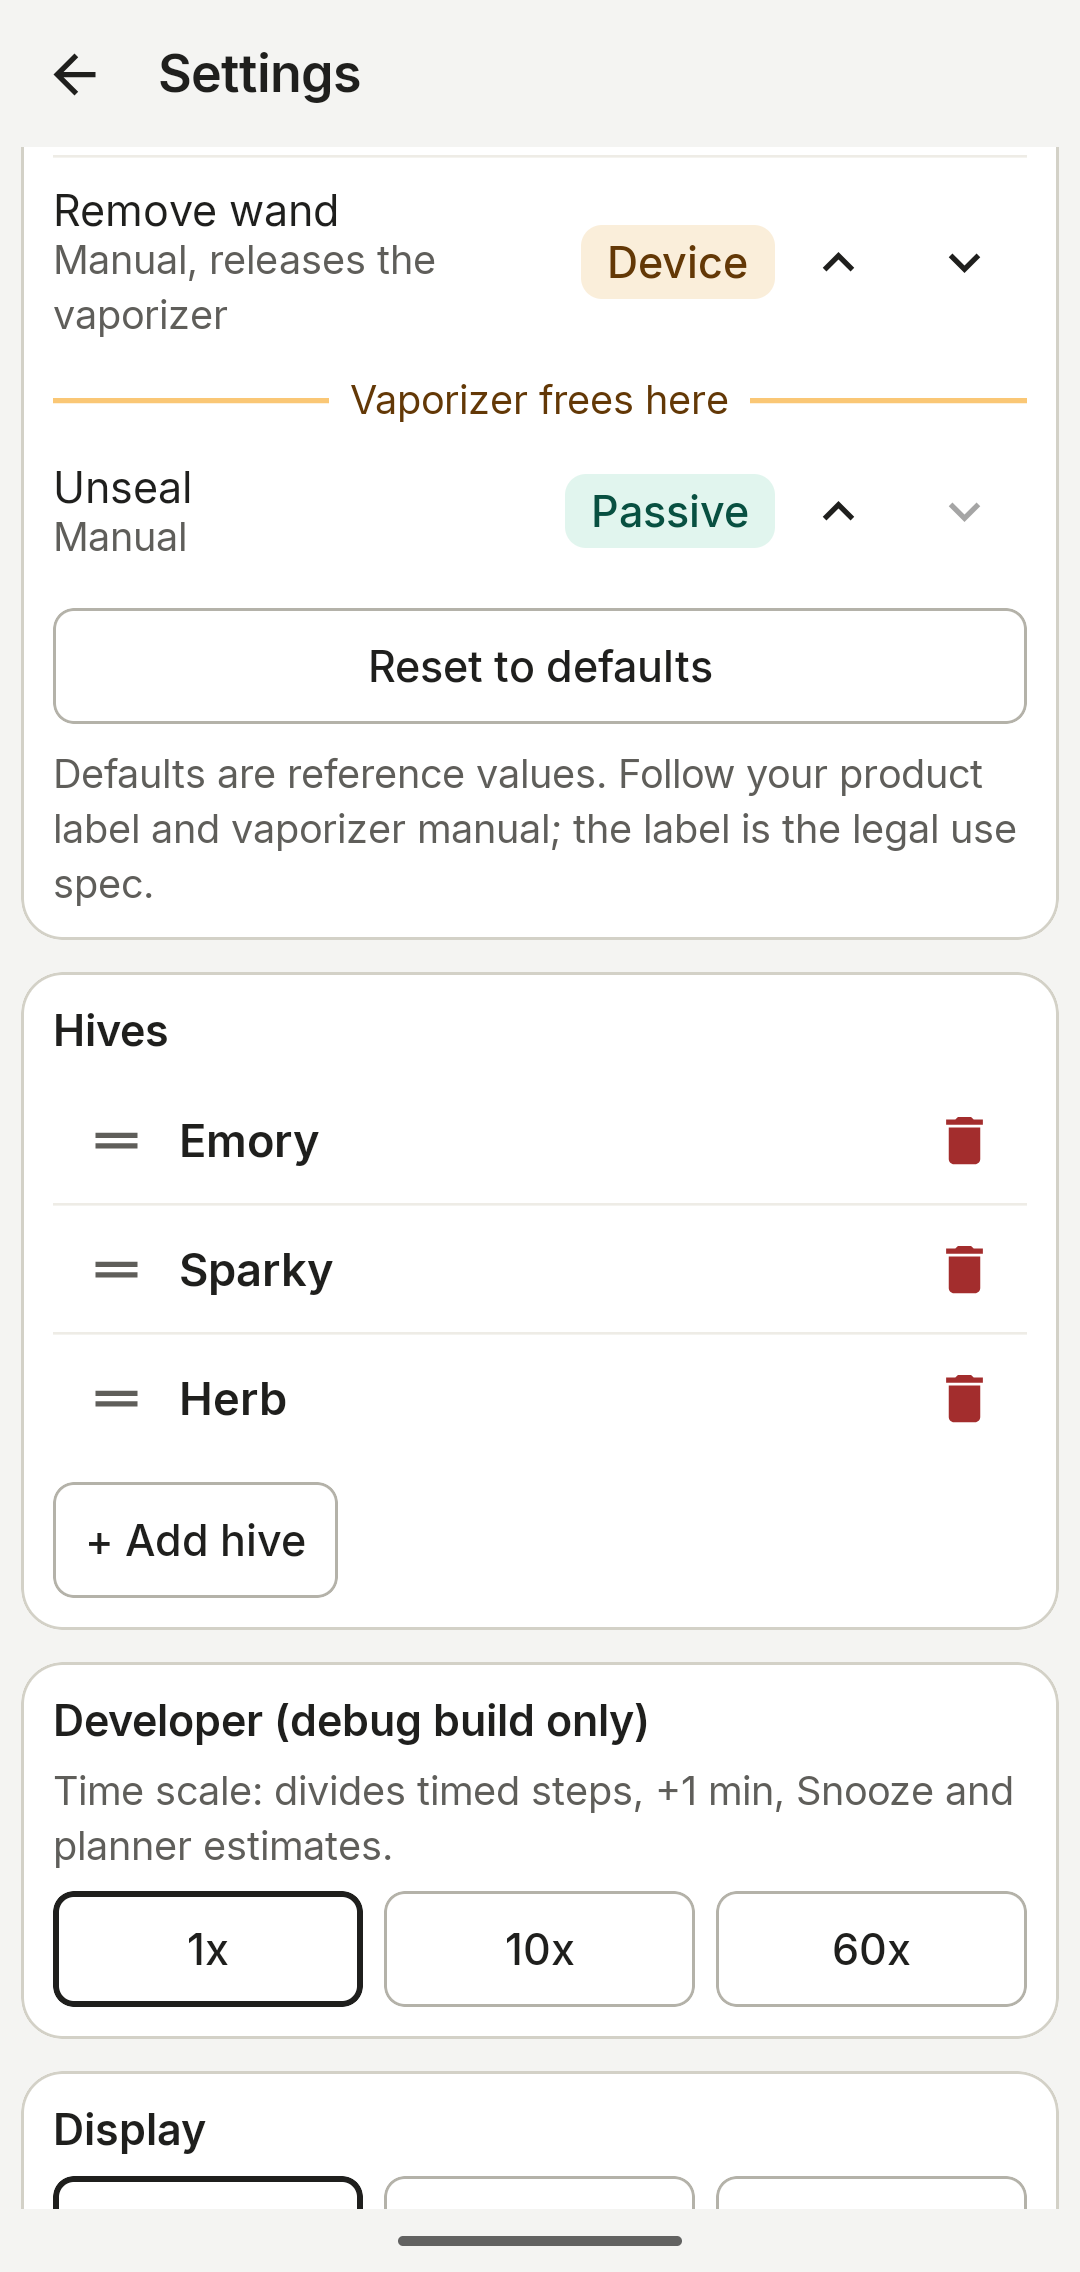 Settings
Remove wand
Manual, releases the
vaporizer
Device
Vaporizer frees here
Unseal
Manual
Passive
Reset to defaults
Defaults are reference values. Follow your product
label and vaporizer manual; the label is the legal use
spec.
Hives
Emory
Sparky
Herb
+ Add hive
Developer (debug build only)
Time scale: divides timed steps, +1 min, Snooze and
planner estimates.
1x
10x
60x
Display